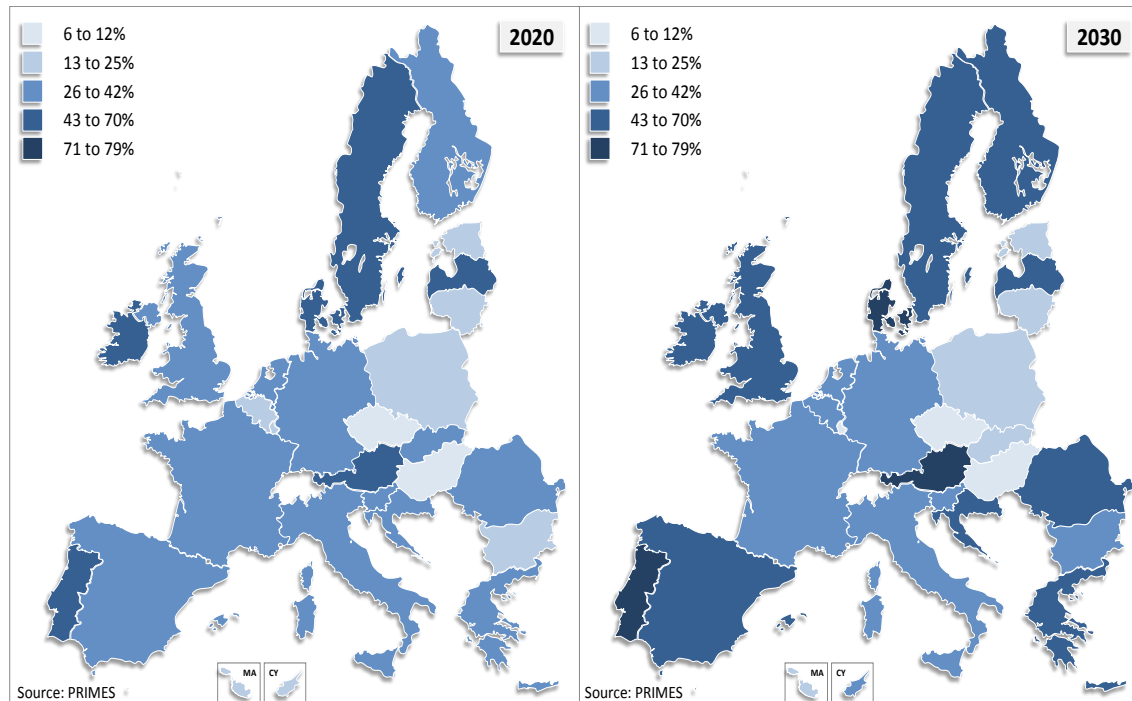 6 to 12%
13 to 25%
26 to 42%
43 to 70%
71 to 79%
2020
MA
CY
Source: PRIMES
6 to 12%
13 to 25%
26 to 42%
43 to 70%
71 to 79%
2030
MA
CY
Source: PRIMES